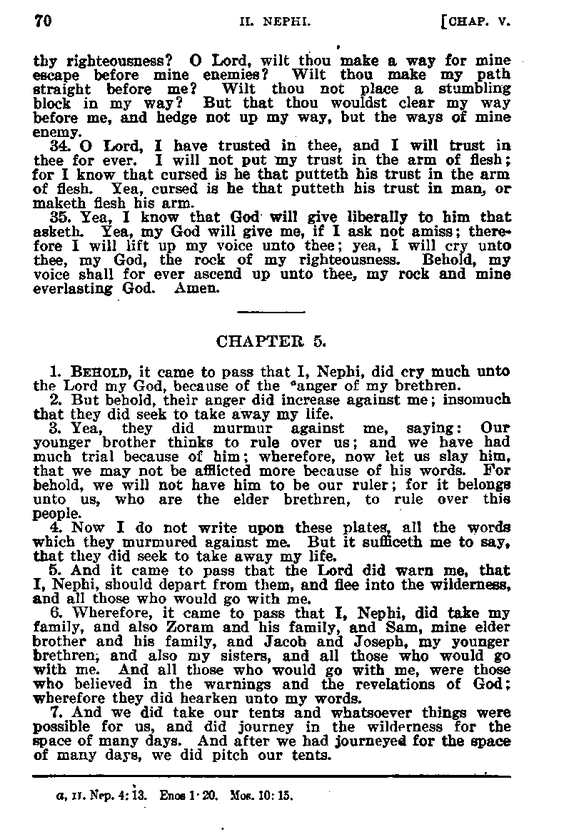 70 II. NEPHI. [CHAP. V.
thy righteousness? O Lord, wilt thou make a way for mine
escape before mine enemies? Wilt thou make my path
straight before me? Wilt thou not place a stumbling
block in my way? But that thou wouldst clear my way
before me, and hedge not up my way, but the ways of mine
enemy.
34. O Lord, I have trusted in thee, and I will trust in
thee for ever. I will not put my trust in the arm of flesh;
for I know that cursed is he that putteth his trust in the arm
of flesh. Yea, cursed is he that putteth his trust in man, or
maketh flesh his arm.
35. Yea, I know that God will give liberally to him that
asketh. Yea, my God will give me, if I ask not amiss; there-
fore I will lift up my voice unto thee; yea, I will cry unto
thee, my God, the rock of my righteousness. Behold, my
voice shall for ever ascend up unto thee, my rock and mine
everlasting God. Amen.
CHAPTER 5.
1. BEHOLD, it came to pass that I, Nephi, did cry much unto
the Lord my God, because of the ᵃanger of my brethren.
2. But behold, their anger did increase against me; insomuch
that they did seek to take away my life.
3. Yea, they did murmur against me, saying: Our
younger brother thinks to rule over us; and we have had
much trial because of him; wherefore, now let us slay him,
that we may not be afflicted more because of his words. For
behold, we will not have him to be our ruler; for it belongs
unto us, who are the elder brethren, to rule over this
people.
4. Now I do not write upon these plates, all the words
which they murmured against me. But it sufficeth me to say,
that they did seek to take away my life.
5. And it came to pass that the Lord did warn me, that
I, Nephi, should depart from them, and flee into the wilderness,
and all those who would go with me.
6. Wherefore, it came to pass that I, Nephi, did take my
family, and also Zoram and his family, and Sam, mine elder
brother and his family, and Jacob and Joseph, my younger
brethren; and also my sisters, and all those who would go
with me. And all those who would go with me, were those
who believed in the warnings and the revelations of God;
wherefore they did hearken unto my words.
7. And we did take our tents and whatsoever things were
possible for us, and did journey in the wilderness for the
space of many days. And after we had journeyed for the space
of many days, we did pitch our tents.
a, II. Nep. 4:13. Enos 1:20. Mos. 10:15.